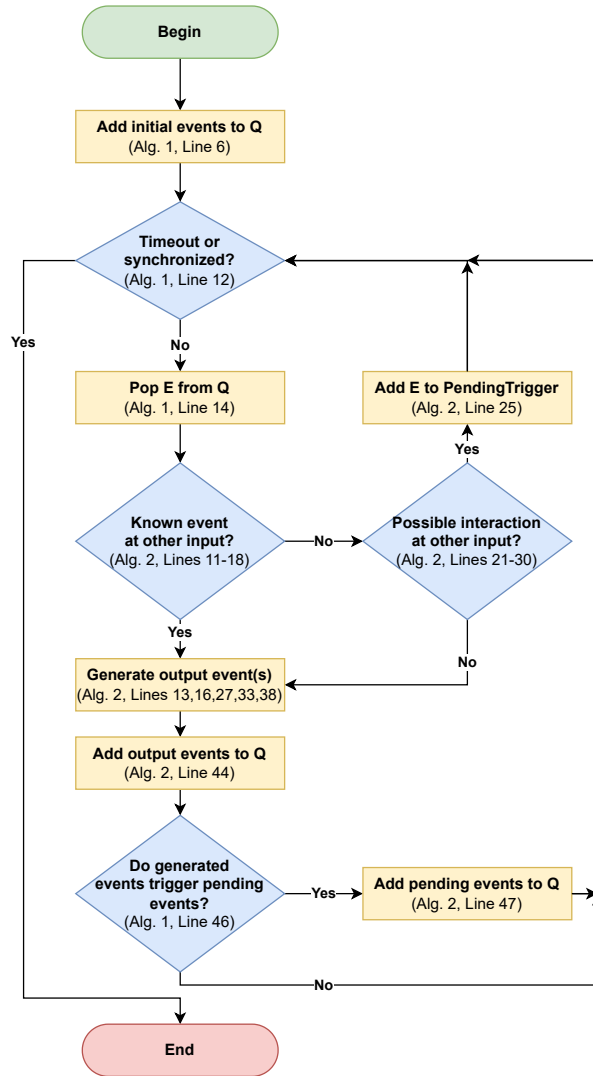 Begin
Add initial events to Q
(Alg. 1, Line 6)
Timeout or
synchronized?
(Alg. 1, Line 12)
Yes
No
Pop E from Q
(Alg. 1, Line 14)
Add E to PendingTrigger
(Alg. 2, Line 25)
Yes
Known event
at other input?
(Alg. 2, Lines 11-18)
No
Possible interaction
at other input?
(Alg. 2, Lines 21-30)
Yes
No
Generate output event(s)
(Alg. 2, Lines 13,16,27,33,38)
Add output events to Q
(Alg. 2, Line 44)
Do generated
events trigger pending
events?
(Alg. 1, Line 46)
Yes
Add pending events to Q
(Alg. 2, Line 47)
No
End